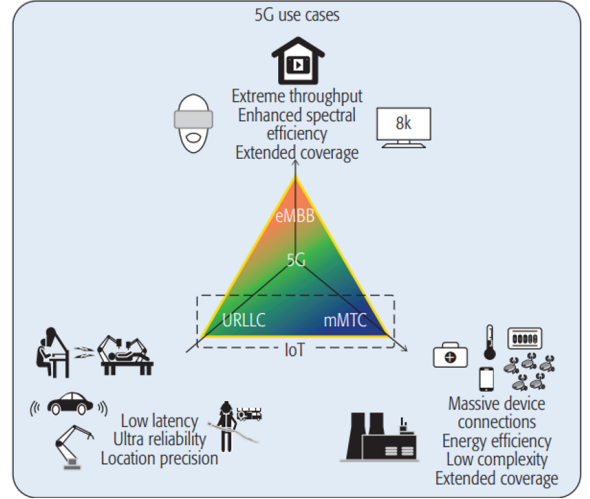 5G use cases
Extreme throughput
Enhanced spectral
efficiency
Extended coverage
8k
eMBB
5G
URLLC
mMTC
IoT
Low latency
Ultra reliability
Location precision
Massive device
connections
Energy efficiency
Low complexity
Extended coverage